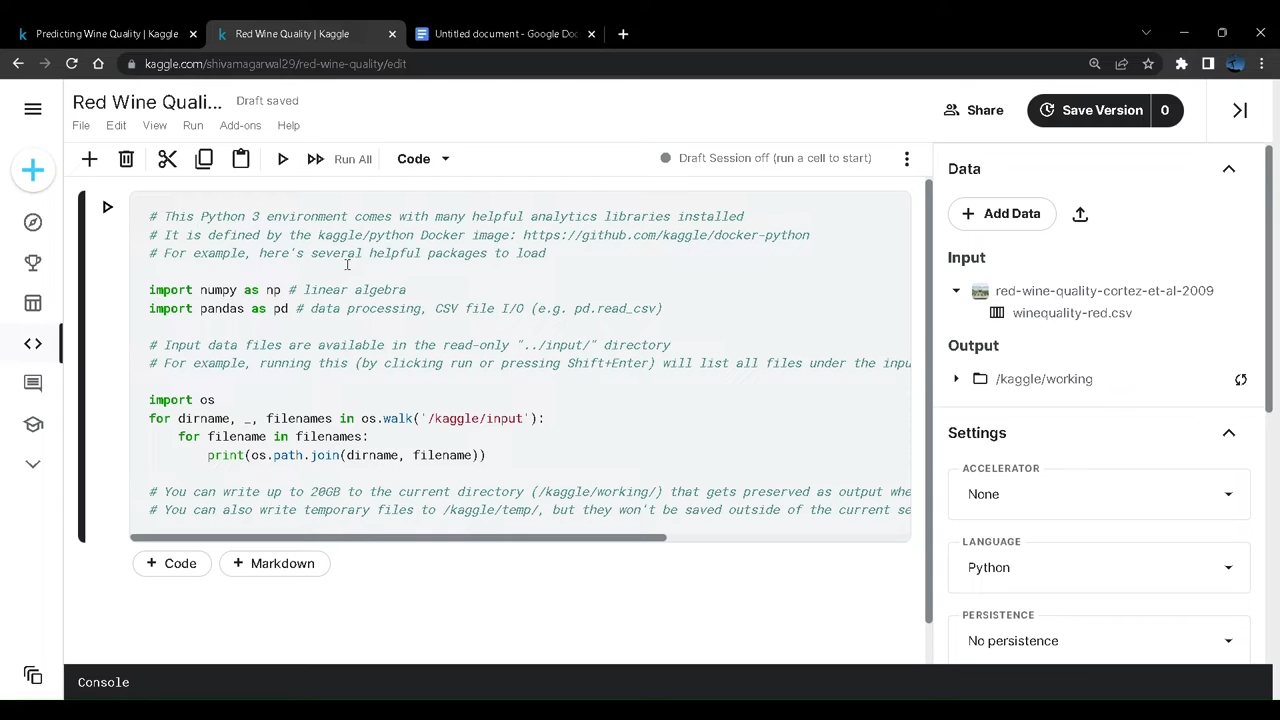 Predicting Wine Quality | Kaggle
Red Wine Quality | Kaggle
Untitled document - Google Doc
kaggle.com/shivamagarwal29/red-wine-quality/edit
Red Wine Quali...
Draft saved
Share
Save Version
0
File Edit View Run Add-ons Help
Run All
Code
Draft Session off (run a cell to start)
# This Python 3 environment comes with many helpful analytics libraries installed
# It is defined by the kaggle/python Docker image: https://github.com/kaggle/docker-python
# For example, here's several helpful packages to load
import numpy as np # linear algebra
import pandas as pd # data processing, CSV file I/O (e.g. pd.read_csv)
# Input data files are available in the read-only "../input/" directory
# For example, running this (by clicking run or pressing Shift+Enter) will list all files under the inpu
import os
for dirname, _, filenames in os.walk('/kaggle/input'):
    for filename in filenames:
        print(os.path.join(dirname, filename))
# You can write up to 20GB to the current directory (/kaggle/working/) that gets preserved as output whe
# You can also write temporary files to /kaggle/temp/, but they won't be saved outside of the current se
+ Code
+ Markdown
Data
+ Add Data
Input
red-wine-quality-cortez-et-al-2009
winequality-red.csv
Output
/kaggle/working
Settings
ACCELERATOR
None
LANGUAGE
Python
PERSISTENCE
No persistence
Console